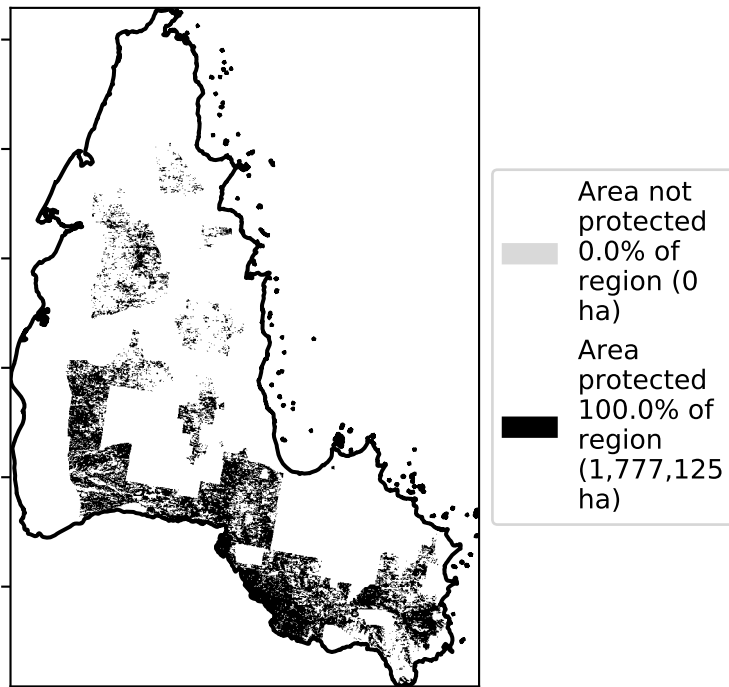 Area not
protected
0.0% of
region (0
ha)
Area
protected
100.0% of
region
(1,777,125
ha)